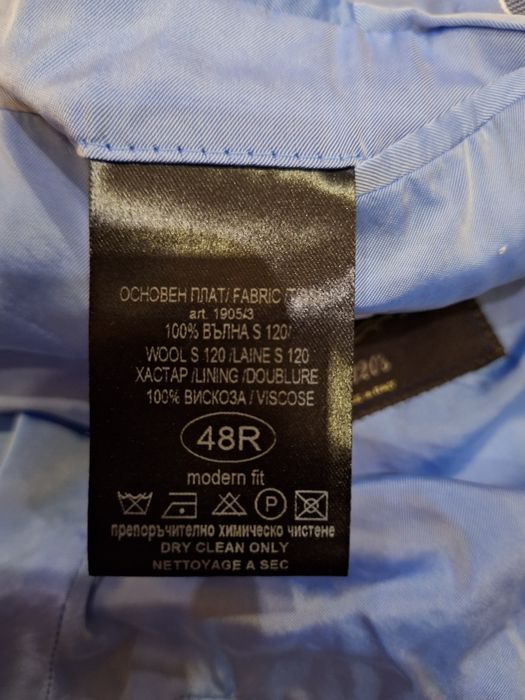 ОСНОВЕН ПЛАТ/ FABRIC
art. 1905/3
100% ВЪЛНА S 120/
WOOL S 120 /LAINE S 120
ХАСТАР /LINING /DOUBLURE
100% ВИСКОЗА / VISCOSE
48R
modern fit
P
препоръчително химическо чистене
DRY CLEAN ONLY
NETTOYAGE A SEC